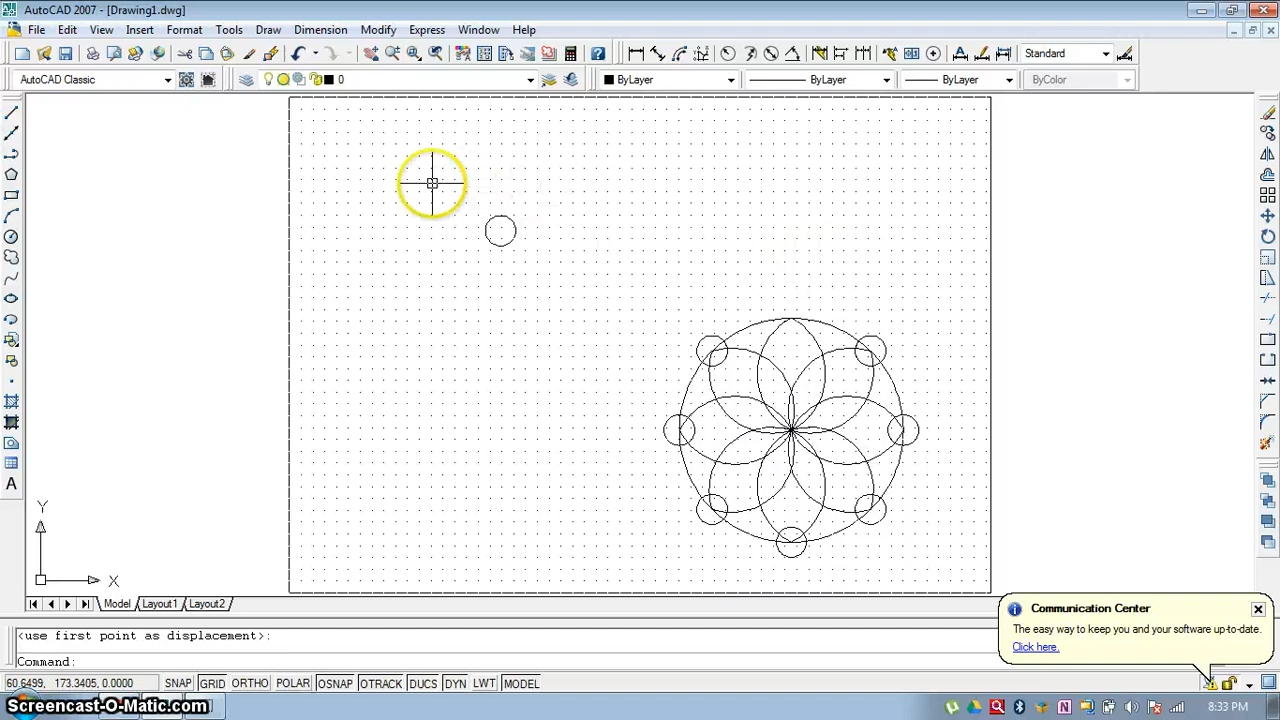 AutoCAD 2007 - [Drawing1.dwg]
File Edit View Insert Format Tools Draw Dimension Modify Express Window Help
Standard
AutoCAD Classic 0 ByLayer ByLayer ByLayer ByColor
A
Y
X
Model Layout1 Layout2
Communication Center
The easy way to keep you and your software up-to-date.
Click here.
<use first point as displacement>:
Command:
60.6499, 173.3405, 0.0000 SNAP GRID ORTHO POLAR OSNAP OTRACK DUCS DYN LWT MODEL
Screencast-O-Matic.com 8:33 PM